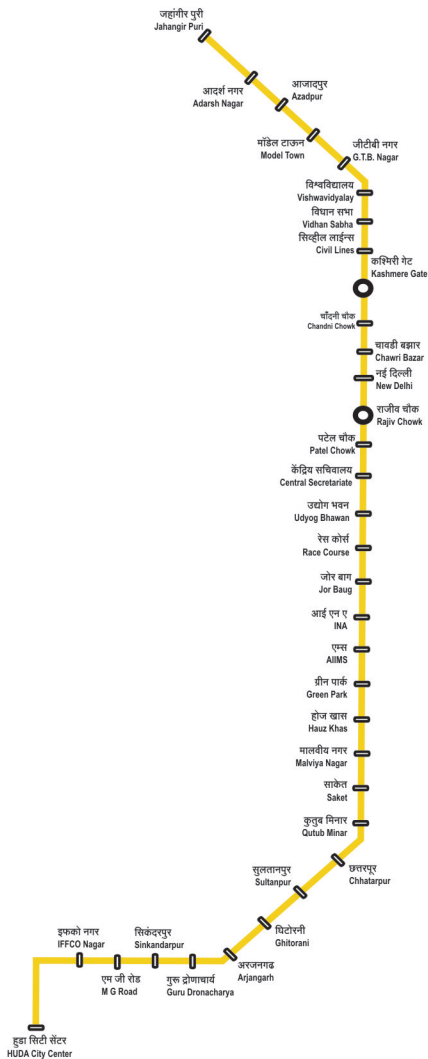 जहांगीर पुरी
Jahangir Puri
आदर्श नगर
Adarsh Nagar
आजादपुर
Azadpur
मॉडेल टाऊन
Model Town
जीटीबी नगर
G.T.B. Nagar
विश्वविद्यालय
Vishwavidyalay
विधान सभा
Vidhan Sabha
सिव्हील लाईन्स
Civil Lines
कश्मिरी गेट
Kashmere Gate
चाँदनी चौक
Chandni Chowk
चावडी बझार
Chawri Bazar
नई दिल्ली
New Delhi
राजीव चौक
Rajiv Chowk
पटेल चौक
Patel Chowk
केंद्रिय सचिवालय
Central Secretariate
उद्योग भवन
Udyog Bhawan
रेस कोर्स
Race Course
जोर बाग
Jor Baug
आई एन ए
INA
एम्स
AIIMS
ग्रीन पार्क
Green Park
होज खास
Hauz Khas
मालवीय नगर
Malviya Nagar
साकेत
Saket
कुतुब मिनार
Qutub Minar
छत्तरपूर
Chhatarpur
सुलतानपुर
Sultanpur
घिटोरनी
Ghitorani
अरजनगढ
Arjangarh
गुरू द्रोणाचार्य
Guru Dronacharya
सिकंदरपुर
Sinkandarpur
एम जी रोड
M G Road
इफको नगर
IFFCO Nagar
हुडा सिटी सेंटर
HUDA City Center